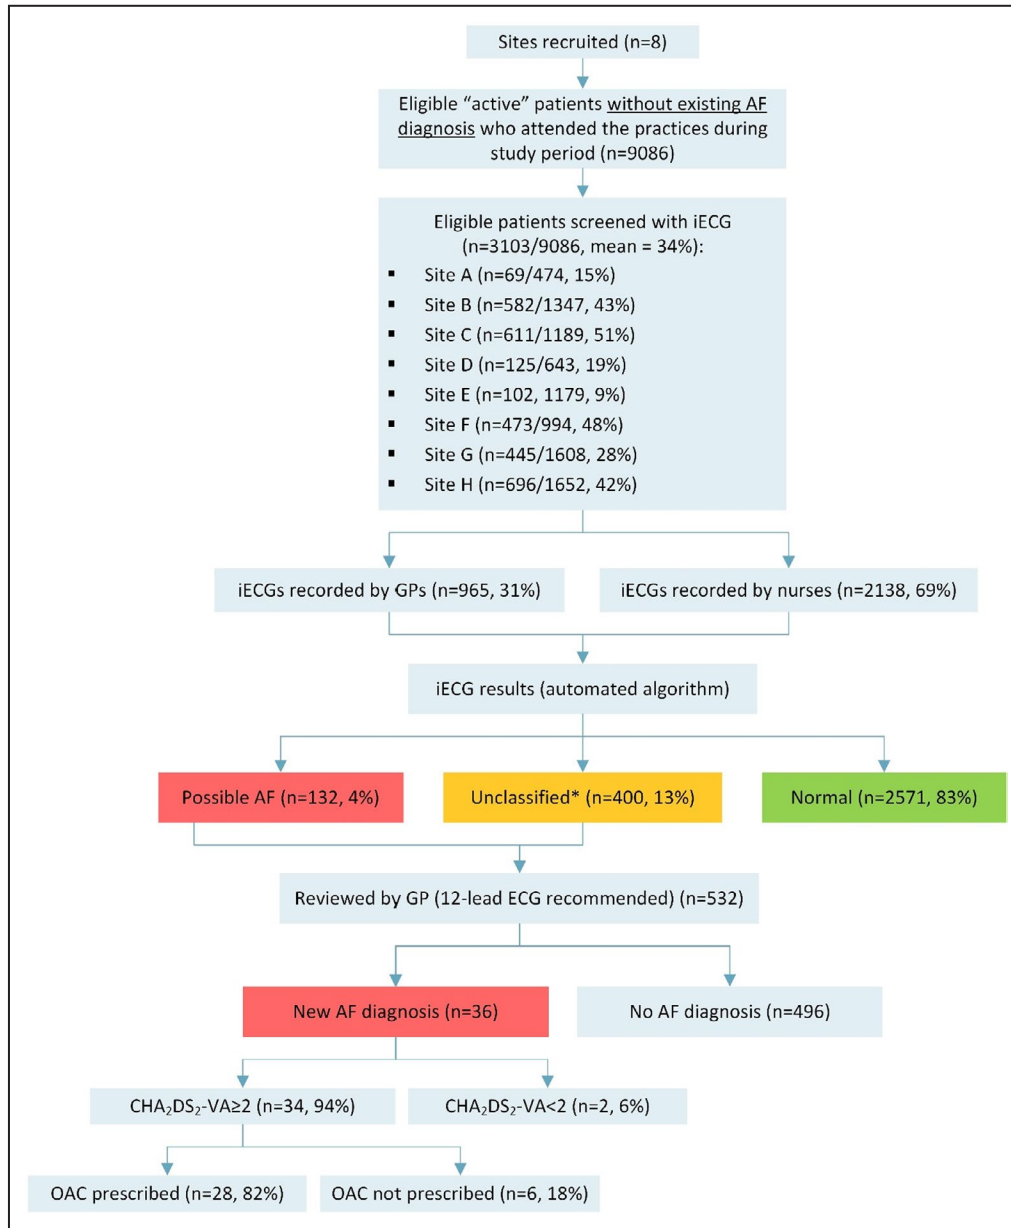 Sites recruited (n=8)
Eligible “active” patients without existing AF
diagnosis who attended the practices during
study period (n=9086)
Eligible patients screened with iECG
(n=3103/9086, mean = 34%):
▪ Site A (n=69/474, 15%)
▪ Site B (n=582/1347, 43%)
▪ Site C (n=611/1189, 51%)
▪ Site D (n=125/643, 19%)
▪ Site E (n=102, 1179, 9%)
▪ Site F (n=473/994, 48%)
▪ Site G (n=445/1608, 28%)
▪ Site H (n=696/1652, 42%)
iECGs recorded by GPs (n=965, 31%)
iECGs recorded by nurses (n=2138, 69%)
iECG results (automated algorithm)
Possible AF (n=132, 4%)
Unclassified* (n=400, 13%)
Normal (n=2571, 83%)
Reviewed by GP (12-lead ECG recommended) (n=532)
New AF diagnosis (n=36)
No AF diagnosis (n=496)
CHA₂DS₂-VA≥2 (n=34, 94%)
CHA₂DS₂-VA<2 (n=2, 6%)
OAC prescribed (n=28, 82%)
OAC not prescribed (n=6, 18%)